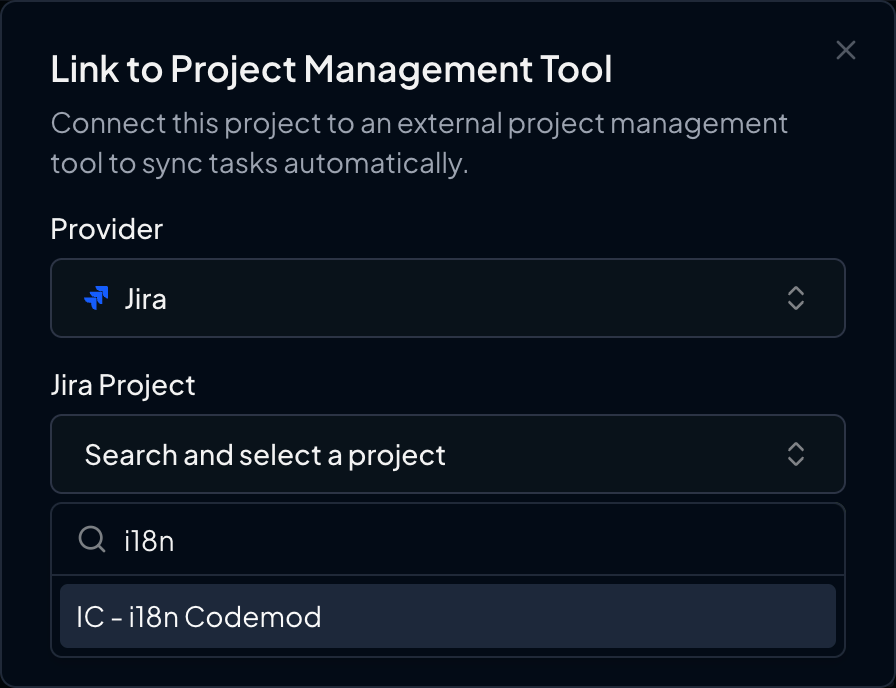 Link to Project Management Tool
Connect this project to an external project management
tool to sync tasks automatically.
Provider
Jira
Jira Project
Search and select a project
i18n
IC - i18n Codemod